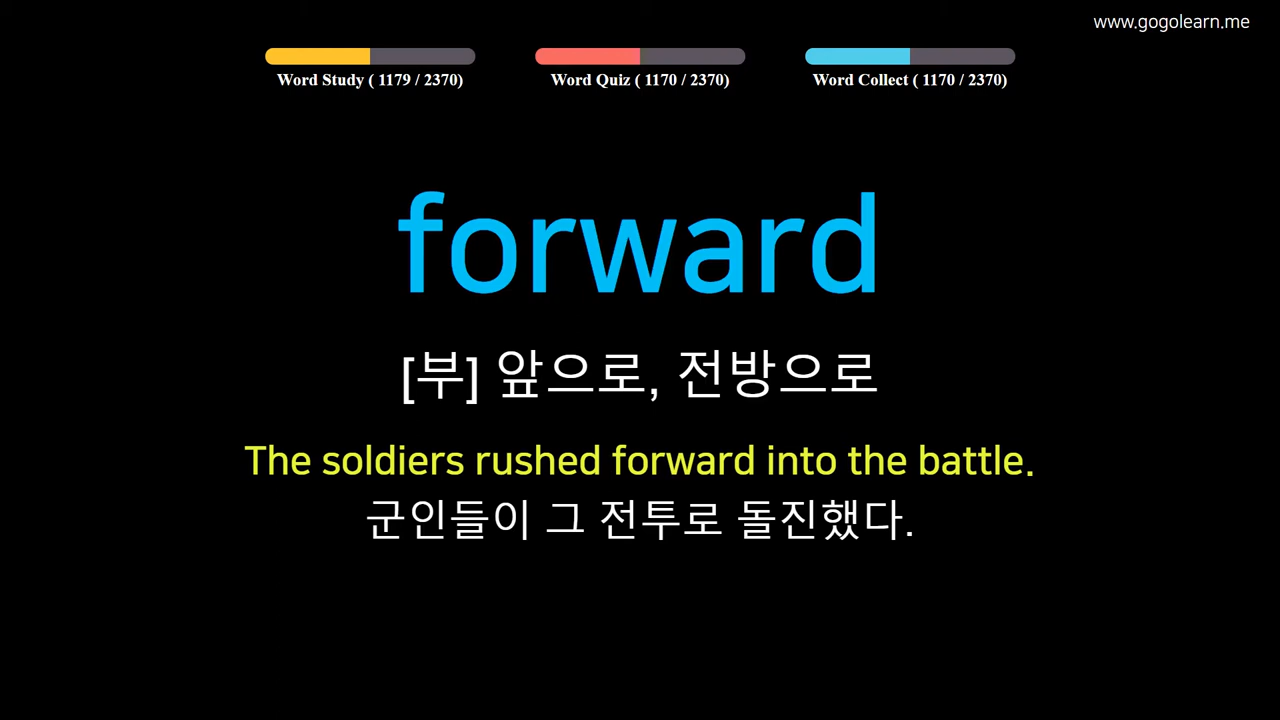 www.gogolearn.me
Word Study ( 1179 / 2370)
Word Quiz ( 1170 / 2370)
Word Collect ( 1170 / 2370)
forward
[부] 앞으로, 전방으로
The soldiers rushed forward into the battle.
군인들이 그 전투로 돌진했다.